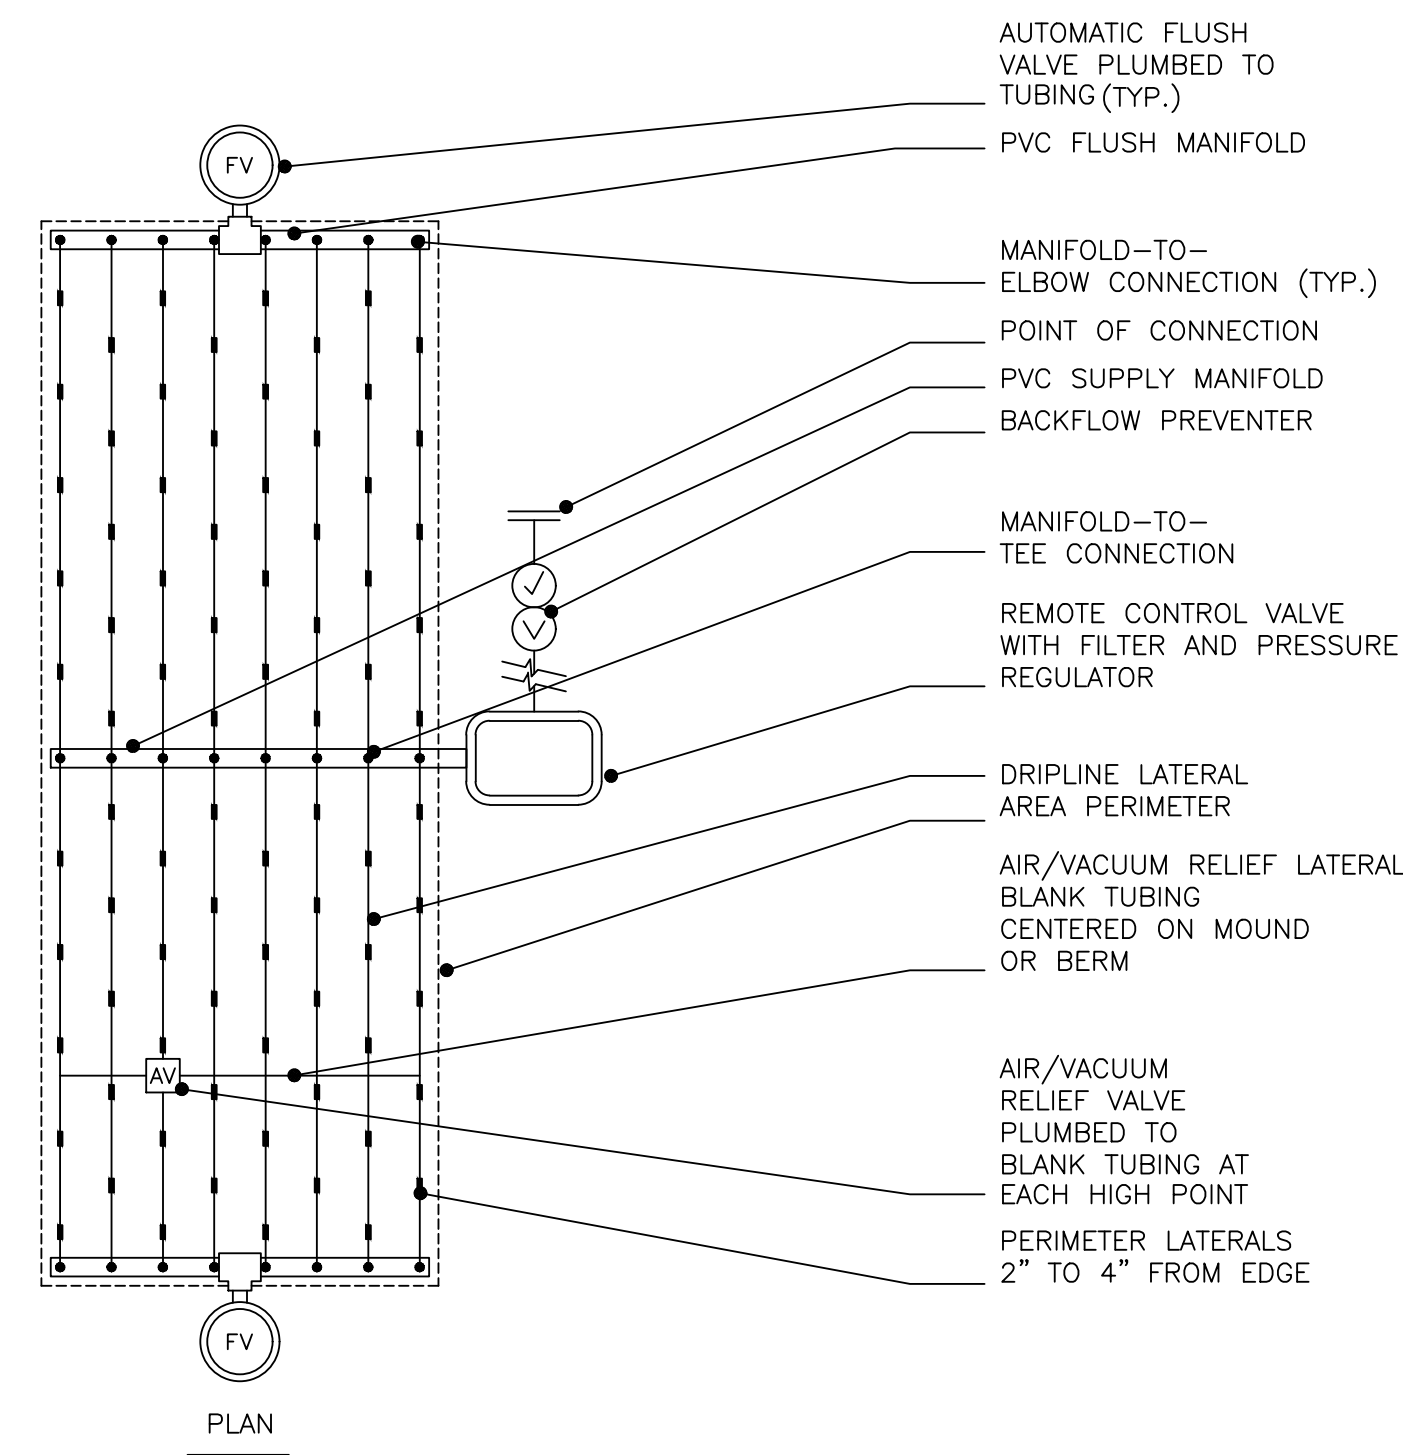 AUTOMATIC FLUSH
VALVE PLUMBED TO
TUBING (TYP.)
PVC FLUSH MANIFOLD
FV
MANIFOLD-TO-
ELBOW CONNECTION (TYP.)
POINT OF CONNECTION
PVC SUPPLY MANIFOLD
BACKFLOW PREVENTER
MANIFOLD-TO-
TEE CONNECTION
REMOTE CONTROL VALVE
WITH FILTER AND PRESSURE
REGULATOR
DRIPLINE LATERAL
AREA PERIMETER
AIR/VACUUM RELIEF LATERAL
BLANK TUBING
CENTERED ON MOUND
OR BERM
AV
AIR/VACUUM
RELIEF VALVE
PLUMBED TO
BLANK TUBING AT
EACH HIGH POINT
PERIMETER LATERALS
2” TO 4” FROM EDGE
FV
PLAN